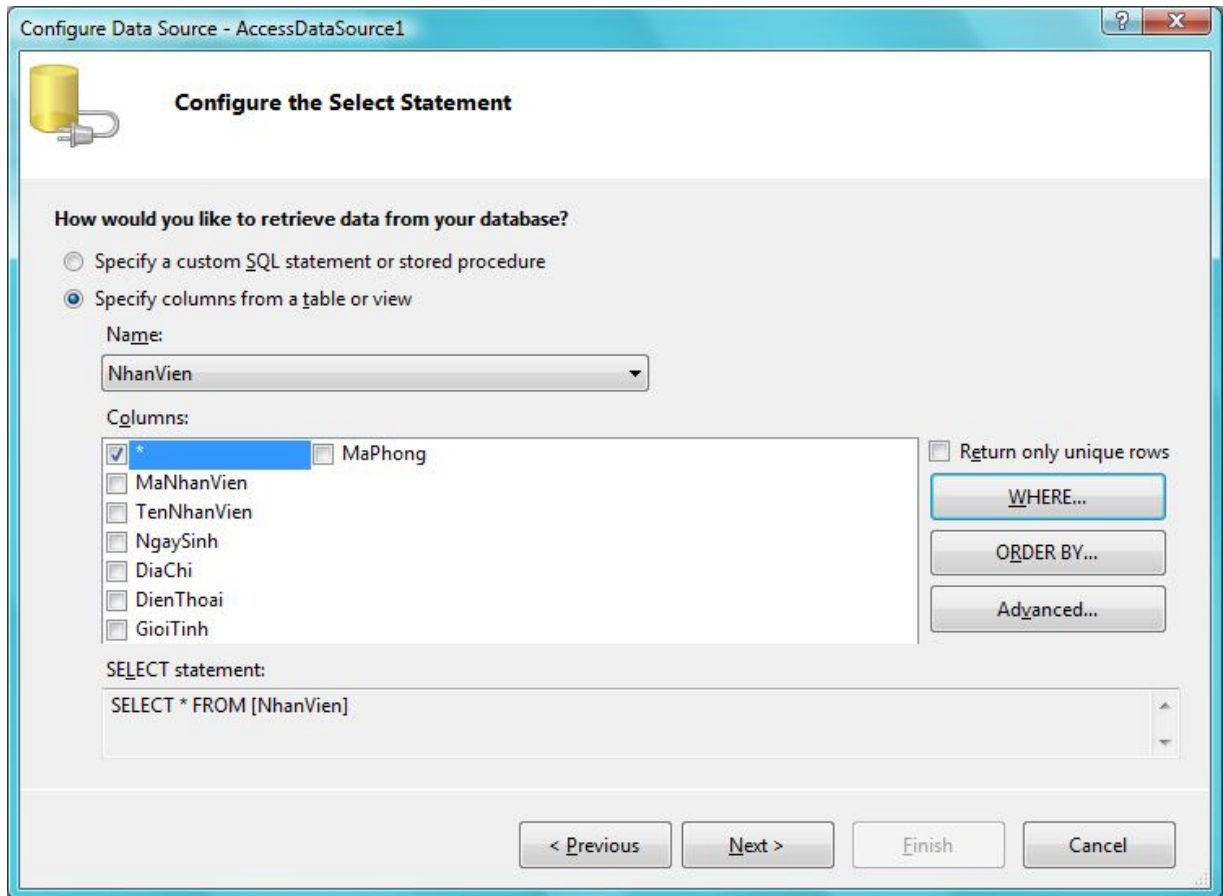 Configure Data Source - AccessDataSource1
Configure the Select Statement
How would you like to retrieve data from your database?
Specify a custom SQL statement or stored procedure
Specify columns from a table or view
Name:
NhanVien
Columns:
* MaPhong
MaNhanVien
TenNhanVien
NgaySinh
DiaChi
DienThoai
GioiTinh
Return only unique rows
WHERE...
ORDER BY...
Advanced...
SELECT statement:
SELECT * FROM [NhanVien]
< Previous Next > Finish Cancel